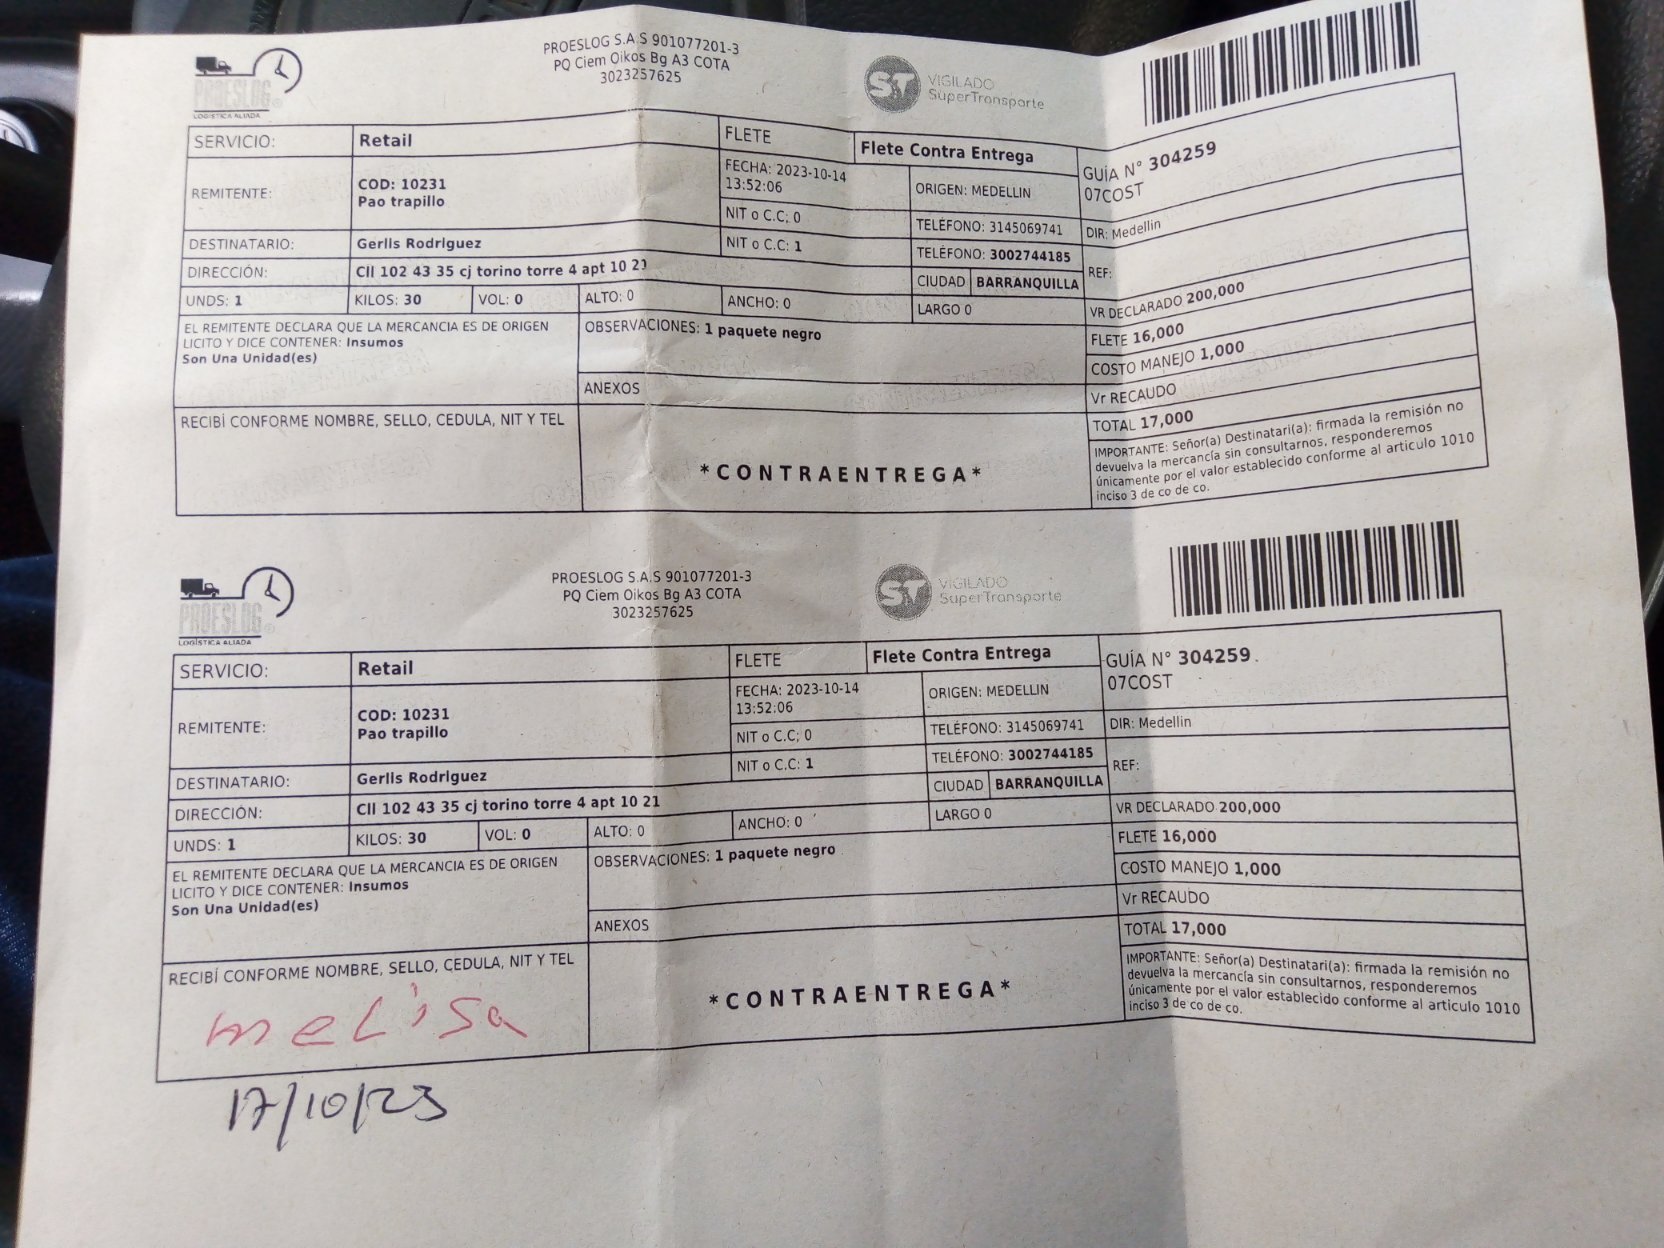 PROESLOG
LOGÍSTICA ALIADA
PROESLOG S.A.S 901077201-3
PQ Ciem Oikos Bg A3 COTA
3023257625
ST
VIGILADO
SuperTransporte
SERVICIO: Retail
FLETE Flete Contra Entrega
GUÍA N° 304259
07COST
REMITENTE:
COD: 10231
Pao trapillo
FECHA: 2023-10-14
13:52:06
ORIGEN: MEDELLIN
NIT o C.C; 0
TELÉFONO: 3145069741
DIR: Medellin
DESTINATARIO: Gerlis Rodriguez
NIT o C.C: 1
TELÉFONO: 3002744185
REF:
DIRECCIÓN: Cll 102 43 35 cj torino torre 4 apt 10 21
CIUDAD BARRANQUILLA
UNDS: 1 KILOS: 30 VOL: 0 ALTO: 0 ANCHO: 0 LARGO 0
VR DECLARADO 200,000
EL REMITENTE DECLARA QUE LA MERCANCIA ES DE ORIGEN
LICITO Y DICE CONTENER: Insumos
Son Una Unidad(es)
OBSERVACIONES: 1 paquete negro
FLETE 16,000
COSTO MANEJO 1,000
ANEXOS
Vr RECAUDO
TOTAL 17,000
RECIBÍ CONFORME NOMBRE, SELLO, CEDULA, NIT Y TEL
*CONTRAENTREGA*
IMPORTANTE: Señor(a) Destinatari(a): firmada la remisión no
devuelva la mercancía sin consultarnos, responderemos
únicamente por el valor establecido conforme al articulo 1010
inciso 3 de co de co.
PROESLOG
LOGÍSTICA ALIADA
PROESLOG S.A.S 901077201-3
PQ Ciem Oikos Bg A3 COTA
3023257625
ST
VIGILADO
SuperTransporte
SERVICIO: Retail
FLETE Flete Contra Entrega
GUÍA N° 304259
07COST
REMITENTE:
COD: 10231
Pao trapillo
FECHA: 2023-10-14
13:52:06
ORIGEN: MEDELLIN
NIT o C.C; 0
TELÉFONO: 3145069741
DIR: Medellin
DESTINATARIO: Gerlis Rodriguez
NIT o C.C: 1
TELÉFONO: 3002744185
REF:
DIRECCIÓN: Cll 102 43 35 cj torino torre 4 apt 10 21
CIUDAD BARRANQUILLA
UNDS: 1 KILOS: 30 VOL: 0 ALTO: 0 ANCHO: 0 LARGO 0
VR DECLARADO 200,000
EL REMITENTE DECLARA QUE LA MERCANCIA ES DE ORIGEN
LICITO Y DICE CONTENER: Insumos
Son Una Unidad(es)
OBSERVACIONES: 1 paquete negro
FLETE 16,000
COSTO MANEJO 1,000
ANEXOS
Vr RECAUDO
TOTAL 17,000
RECIBÍ CONFORME NOMBRE, SELLO, CEDULA, NIT Y TEL
meLisa
*CONTRAENTREGA*
IMPORTANTE: Señor(a) Destinatari(a): firmada la remisión no
devuelva la mercancía sin consultarnos, responderemos
únicamente por el valor establecido conforme al articulo 1010
inciso 3 de co de co.
17/10/23